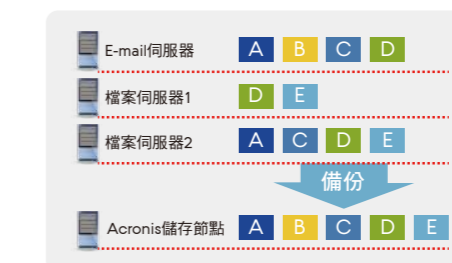 E-mail伺服器 A B C D
檔案伺服器1 D E
檔案伺服器2 A C D E
備份
Acronis儲存節點 A B C D E